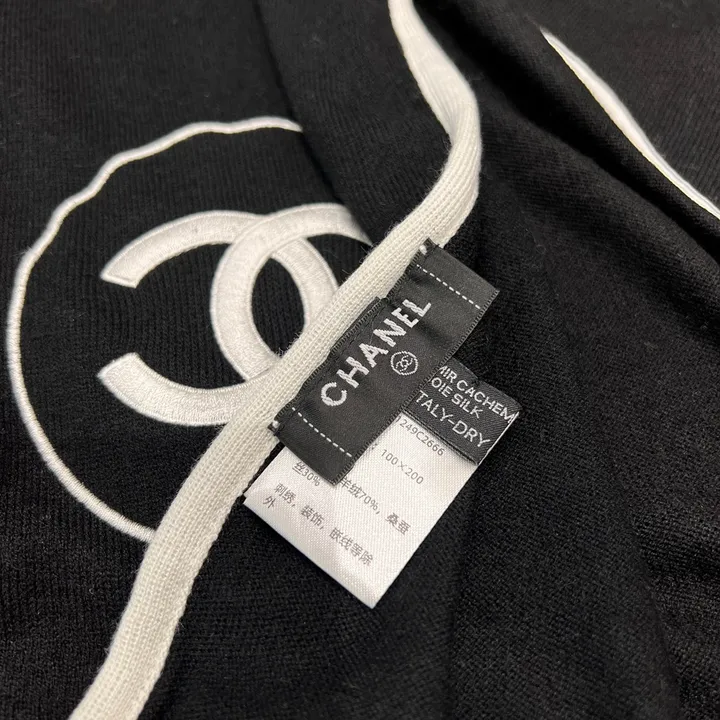 CHANEL
MIR CACHEM
OIE SILK
TALY-DRY
249C2666
100×200
羊绒70%, 桑蚕
丝30%
刺绣, 装饰, 嵌线等除
外